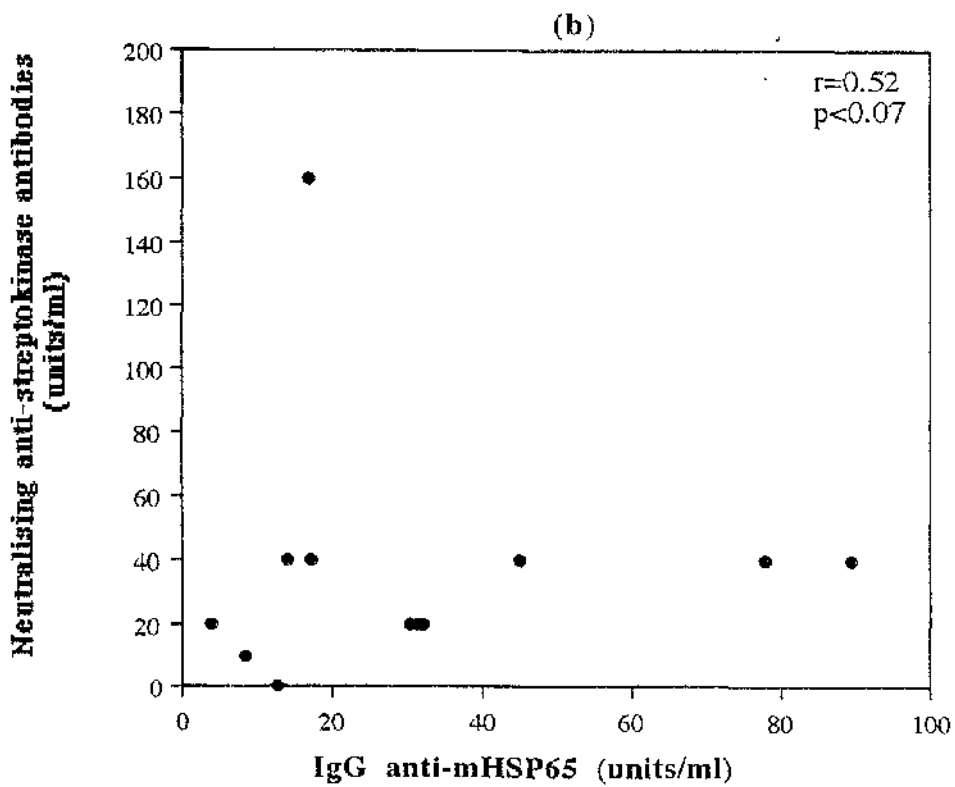 (b)
r=0.52
p<0.07
Neutralising anti-streptokinase antibodies
(units/ml)
200
180
160
140
120
100
80
60
40
20
0
0 20 40 60 80 100
IgG anti-mHSP65 (units/ml)